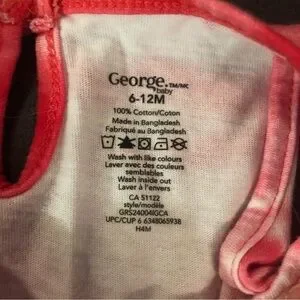 George.TM/MC
baby
6-12M
100% Cotton/Coton
Made in Bangladesh
Fabriqué au Bangladesh
Wash with like colours
Laver avec des couleurs
semblables
Wash inside out
Laver à l'envers
CA 51122
style/modèle
GRS24004IGCA
UPC/CUP 6 6348065938
H4M